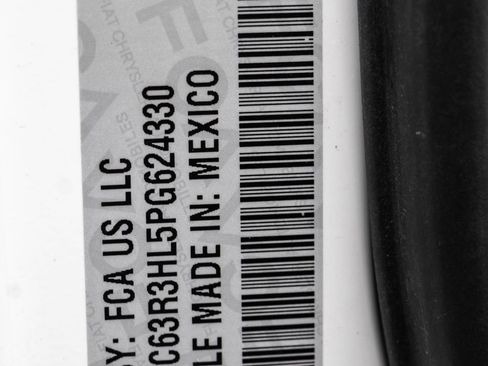 Y: FCA US LLC
C63R3HL5PG624330
LE MADE IN: MEXICO